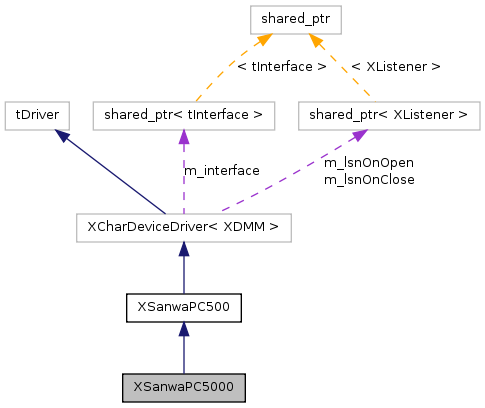 shared_ptr
< tInterface >
< XListener >
tDriver
shared_ptr< tInterface >
shared_ptr< XListener >
m_interface
m_lsnOnOpen
m_lsnOnClose
XCharDeviceDriver< XDMM >
XSanwaPC500
XSanwaPC5000